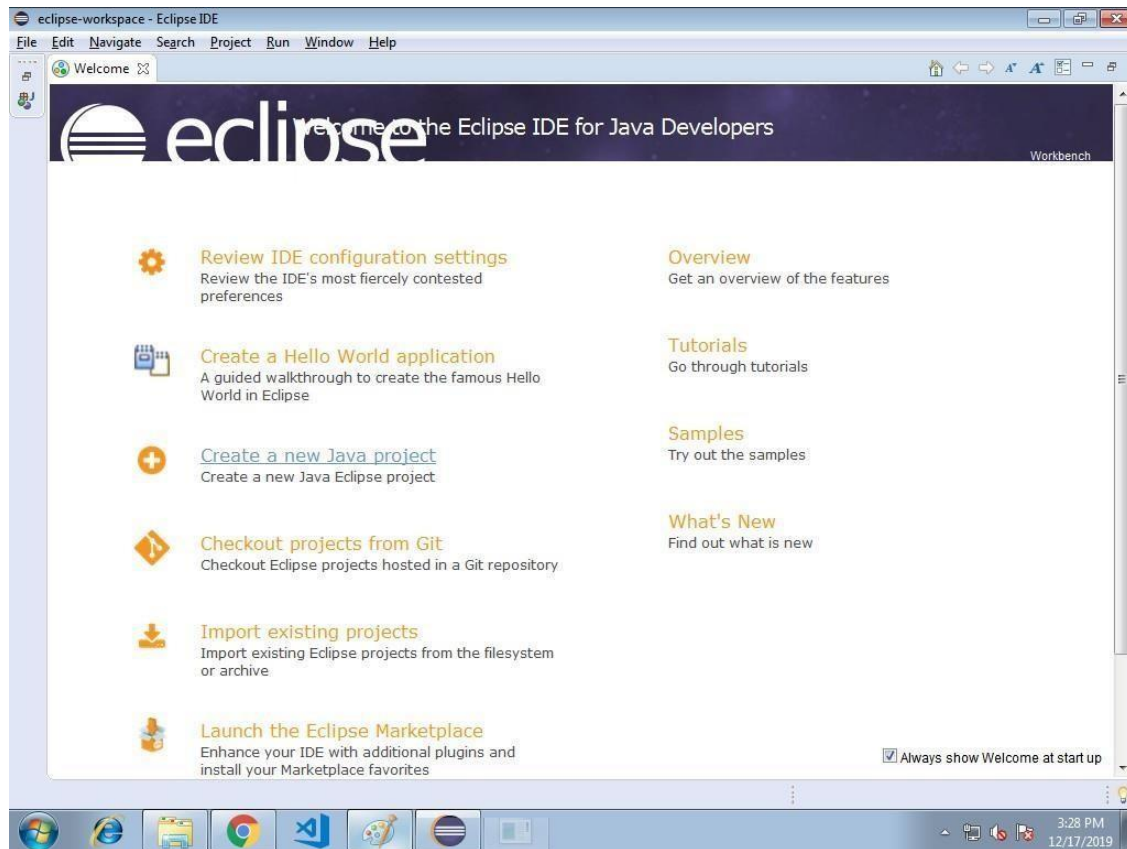 eclipse-workspace - Eclipse IDE
File Edit Navigate Search Project Run Window Help
Welcome
eclipse
Welcome to the Eclipse IDE for Java Developers
Workbench
Review IDE configuration settings
Review the IDE's most fiercely contested
preferences
Create a Hello World application
A guided walkthrough to create the famous Hello
World in Eclipse
Create a new Java project
Create a new Java Eclipse project
Checkout projects from Git
Checkout Eclipse projects hosted in a Git repository
Import existing projects
Import existing Eclipse projects from the filesystem
or archive
Launch the Eclipse Marketplace
Enhance your IDE with additional plugins and
install your Marketplace favorites
Overview
Get an overview of the features
Tutorials
Go through tutorials
Samples
Try out the samples
What's New
Find out what is new
Always show Welcome at start up
3:28 PM
12/17/2019